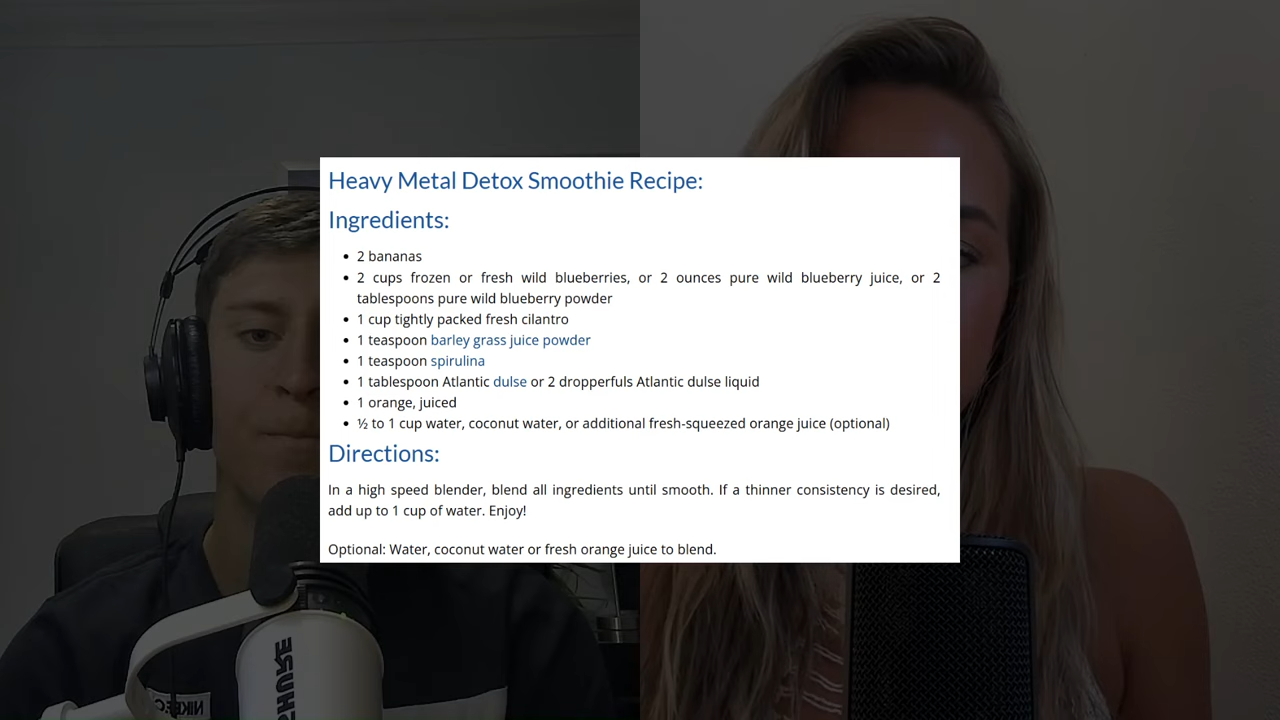 Heavy Metal Detox Smoothie Recipe:
Ingredients:
• 2 bananas
• 2 cups frozen or fresh wild blueberries, or 2 ounces pure wild blueberry juice, or 2
tablespoons pure wild blueberry powder
• 1 cup tightly packed fresh cilantro
• 1 teaspoon barley grass juice powder
• 1 teaspoon spirulina
• 1 tablespoon Atlantic dulse or 2 dropperfuls Atlantic dulse liquid
• 1 orange, juiced
• ½ to 1 cup water, coconut water, or additional fresh-squeezed orange juice (optional)
Directions:
In a high speed blender, blend all ingredients until smooth. If a thinner consistency is desired,
add up to 1 cup of water. Enjoy!
Optional: Water, coconut water or fresh orange juice to blend.
SHURE
NIKE